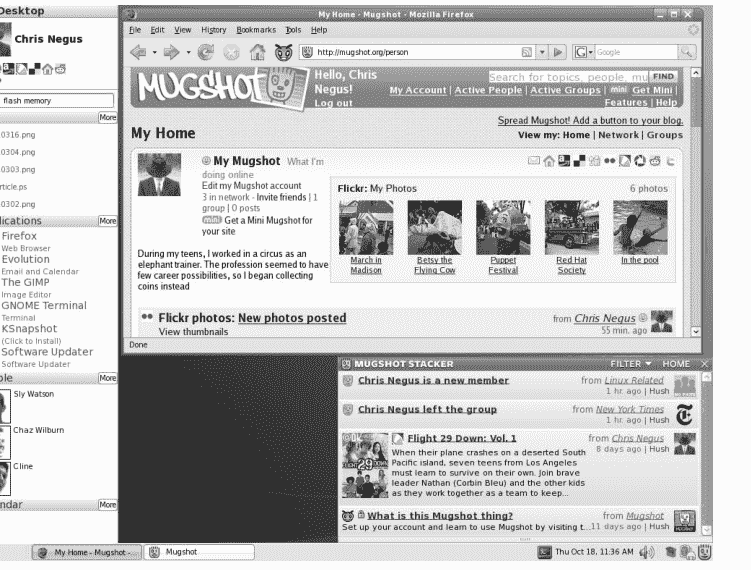 Desktop
Chris Negus
flash memory
More
0316.png
0304.png
0303.png
rticle.ps
0302.png
lications
More
Firefox
Web Browser
Evolution
Email and Calendar
The GIMP
Image Editor
GNOME Terminal
Terminal
KSnapshot
(Click to Install)
Software Updater
Software Updater
ple
More
Sly Watson
Chaz Wilburn
Cline
ndar
More
My Home - Mugshot - Mozilla Firefox
File Edit View History Bookmarks Tools Help
http://mugshot.org/person
Google
MUGSHOT
Hello, Chris
Negus!
Log out
Search for topics, people, mu FIND
My Account | Active People | Active Groups | mini Get Mini |
Features | Help
Spread Mugshot! Add a button to your blog.
My Home
View my: Home | Network | Groups
My Mugshot What I'm
doing online
Edit my Mugshot account
3 in network - Invite friends | 1
group | 0 posts
mini Get a Mini Mugshot for
your site
During my teens, I worked in a circus as an
elephant trainer. The profession seemed to have
few career possibilities, so I began collecting
coins instead
Flickr: My Photos
6 photos
March in
Madison
Betsy the
Flying Cow
Puppet
Festival
Red Hat
Society
In the pool
Flickr photos: New photos posted
from Chris Negus
View thumbnails
55 min. ago
Done
MUGSHOT STACKER
FILTER HOME X
Chris Negus is a new member
from Linux Related
1 hr. ago | Hush
Chris Negus left the group
from New York Times
1 hr. ago | Hush
Flight 29 Down: Vol. 1
from Chris Negus
8 days ago | Hush
When their plane crashes on a deserted South
Pacific island, seven teens from Los Angeles
must learn to survive on their own. Join brave
leader Nathan (Corbin Bleu) and the other kids
as they work together as a team to keep...
What is this Mugshot thing?
from Mugshot
Set up your account and learn to use Mugshot by visiting t...
11 days ago | Hush
My Home - Mugshot -...
Mugshot
Thu Oct 18, 11:36 AM